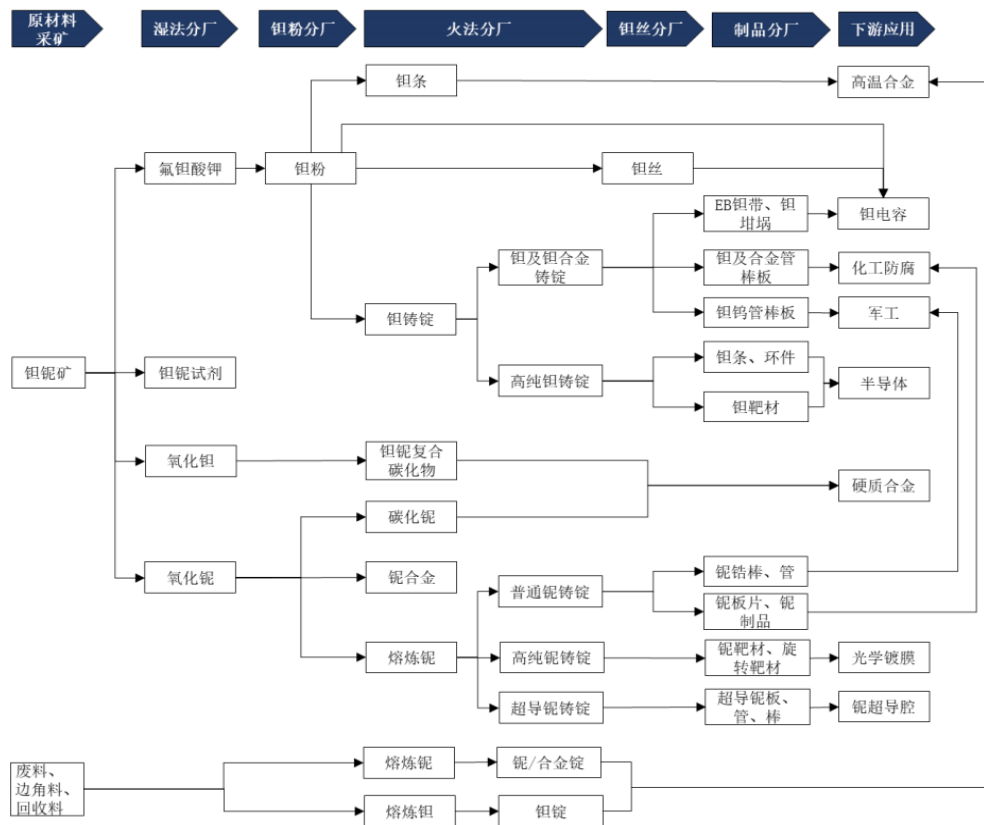 原材料
采矿
湿法分厂
钽粉分厂
火法分厂
钽丝分厂
制品分厂
下游应用
钽条
高温合金
氟钽酸钾
钽粉
钽丝
EB钽带、钽
坩埚
钽电容
钽及钽合金
铸锭
钽及合金管
棒板
化工防腐
钽铸锭
钽钨管棒板
军工
钽铌矿
钽铌试剂
高纯钽铸锭
钽条、环件
半导体
钽靶材
氧化钽
钽铌复合
碳化物
硬质合金
碳化铌
氧化铌
铌合金
普通铌铸锭
铌锆棒、管
铌板片、铌
制品
熔炼铌
高纯铌铸锭
铌靶材、旋
转靶材
光学镀膜
超导铌铸锭
超导铌板、
管、棒
铌超导腔
废料、
边角料、
回收料
熔炼铌
铌/合金锭
熔炼钽
钽锭